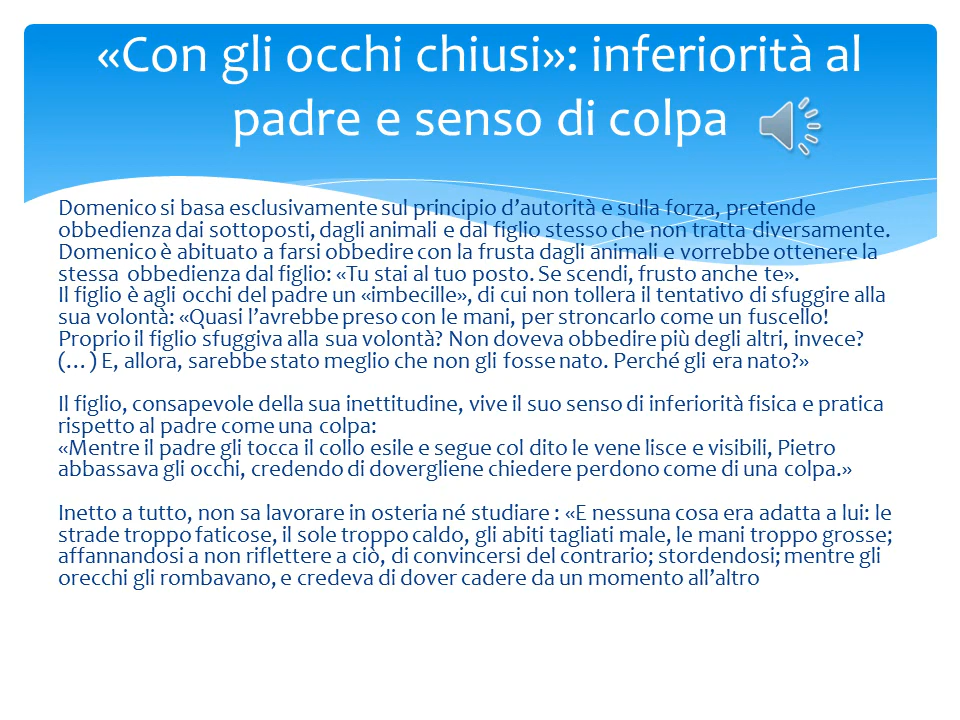 «Con gli occhi chiusi»: inferiorità al
padre e senso di colpa
Domenico si basa esclusivamente sul principio d’autorità e sulla forza, pretende
obbedienza dai sottoposti, dagli animali e dal figlio stesso che non tratta diversamente.
Domenico è abituato a farsi obbedire con la frusta dagli animali e vorrebbe ottenere la
stessa obbedienza dal figlio: «Tu stai al tuo posto. Se scendi, frusto anche te».
Il figlio è agli occhi del padre un «imbecille», di cui non tollera il tentativo di sfuggire alla
sua volontà: «Quasi l’avrebbe preso con le mani, per stroncarlo come un fuscello!
Proprio il figlio sfuggiva alla sua volontà? Non doveva obbedire più degli altri, invece?
(…) E, allora, sarebbe stato meglio che non gli fosse nato. Perché gli era nato?»
Il figlio, consapevole della sua inettitudine, vive il suo senso di inferiorità fisica e pratica
rispetto al padre come una colpa:
«Mentre il padre gli tocca il collo esile e segue col dito le vene lisce e visibili, Pietro
abbassava gli occhi, credendo di dovergliene chiedere perdono come di una colpa.»
Inetto a tutto, non sa lavorare in osteria né studiare : «E nessuna cosa era adatta a lui: le
strade troppo faticose, il sole troppo caldo, gli abiti tagliati male, le mani troppo grosse;
affannandosi a non riflettere a ciò, di convincersi del contrario; stordendosi; mentre gli
orecchi gli rombavano, e credeva di dover cadere da un momento all’altro